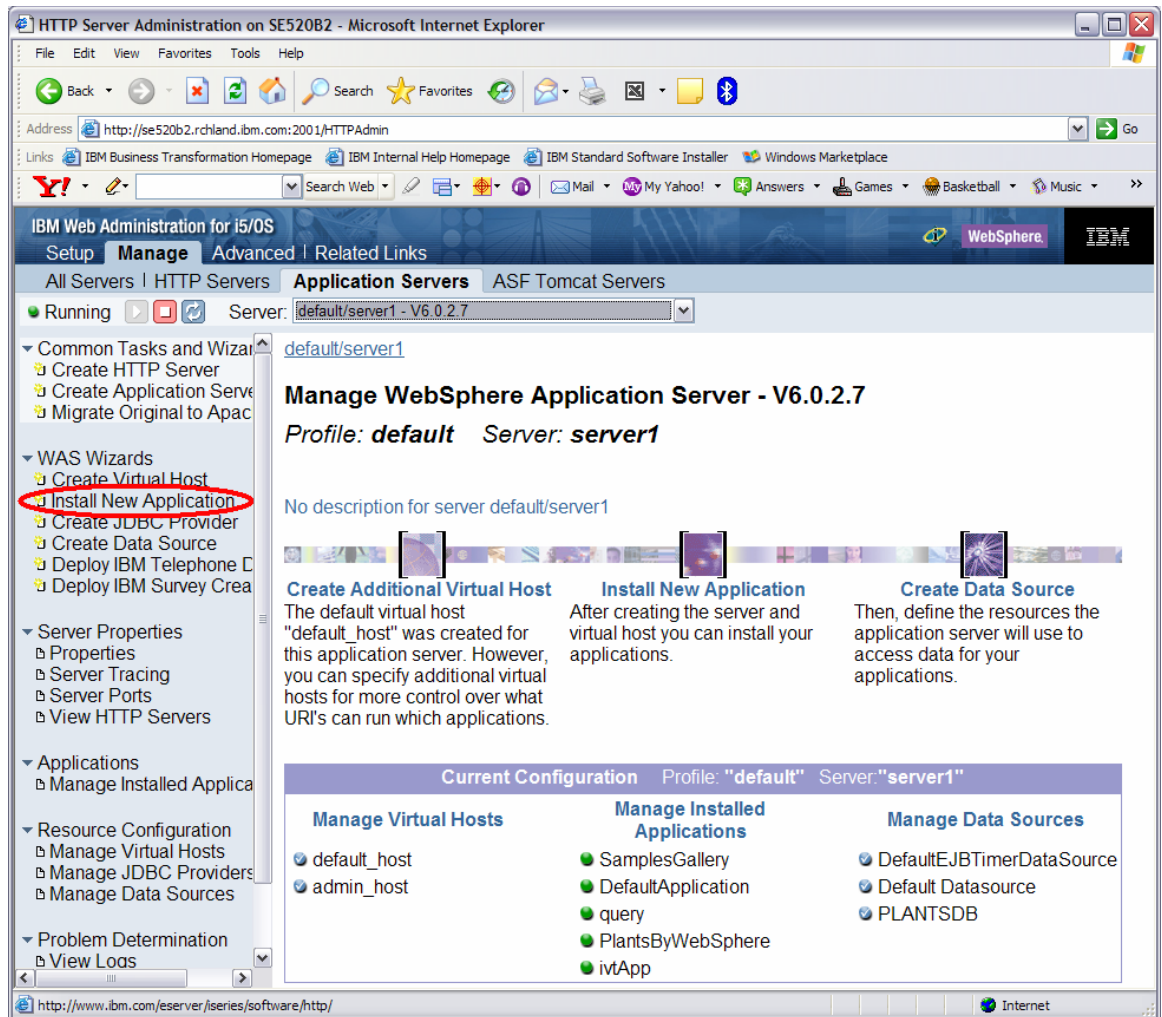 HTTP Server Administration on SE520B2 - Microsoft Internet Explorer
File Edit View Favorites Tools Help
Back Search Favorites
Address http://se520b2.rchland.ibm.com:2001/HTTPAdmin Go
Links IBM Business Transformation Homepage IBM Internal Help Homepage IBM Standard Software Installer Windows Marketplace
Y! Search Web Mail My My Yahoo! Answers Games Basketball Music »
IBM Web Administration for i5/OS
WebSphere. IBM
Setup Manage Advanced | Related Links
All Servers | HTTP Servers Application Servers ASF Tomcat Servers
Running Server: default/server1 - V6.0.2.7
Common Tasks and Wizar
Create HTTP Server
Create Application Serve
Migrate Original to Apac
WAS Wizards
Create Virtual Host
Install New Application
Create JDBC Provider
Create Data Source
Deploy IBM Telephone D
Deploy IBM Survey Crea
Server Properties
Properties
Server Tracing
Server Ports
View HTTP Servers
Applications
Manage Installed Applica
Resource Configuration
Manage Virtual Hosts
Manage JDBC Providers
Manage Data Sources
Problem Determination
View Logs
default/server1
Manage WebSphere Application Server - V6.0.2.7
Profile: default Server: server1
No description for server default/server1
Create Additional Virtual Host
The default virtual host
"default_host" was created for
this application server. However,
you can specify additional virtual
hosts for more control over what
URI's can run which applications.
Install New Application
After creating the server and
virtual host you can install your
applications.
Create Data Source
Then, define the resources the
application server will use to
access data for your
applications.
Current Configuration Profile: "default" Server:"server1"
Manage Virtual Hosts
default_host
admin_host
Manage Installed
Applications
SamplesGallery
DefaultApplication
query
PlantsByWebSphere
ivtApp
Manage Data Sources
DefaultEJBTimerDataSource
Default Datasource
PLANTSDB
http://www.ibm.com/eserver/iseries/software/http/ Internet